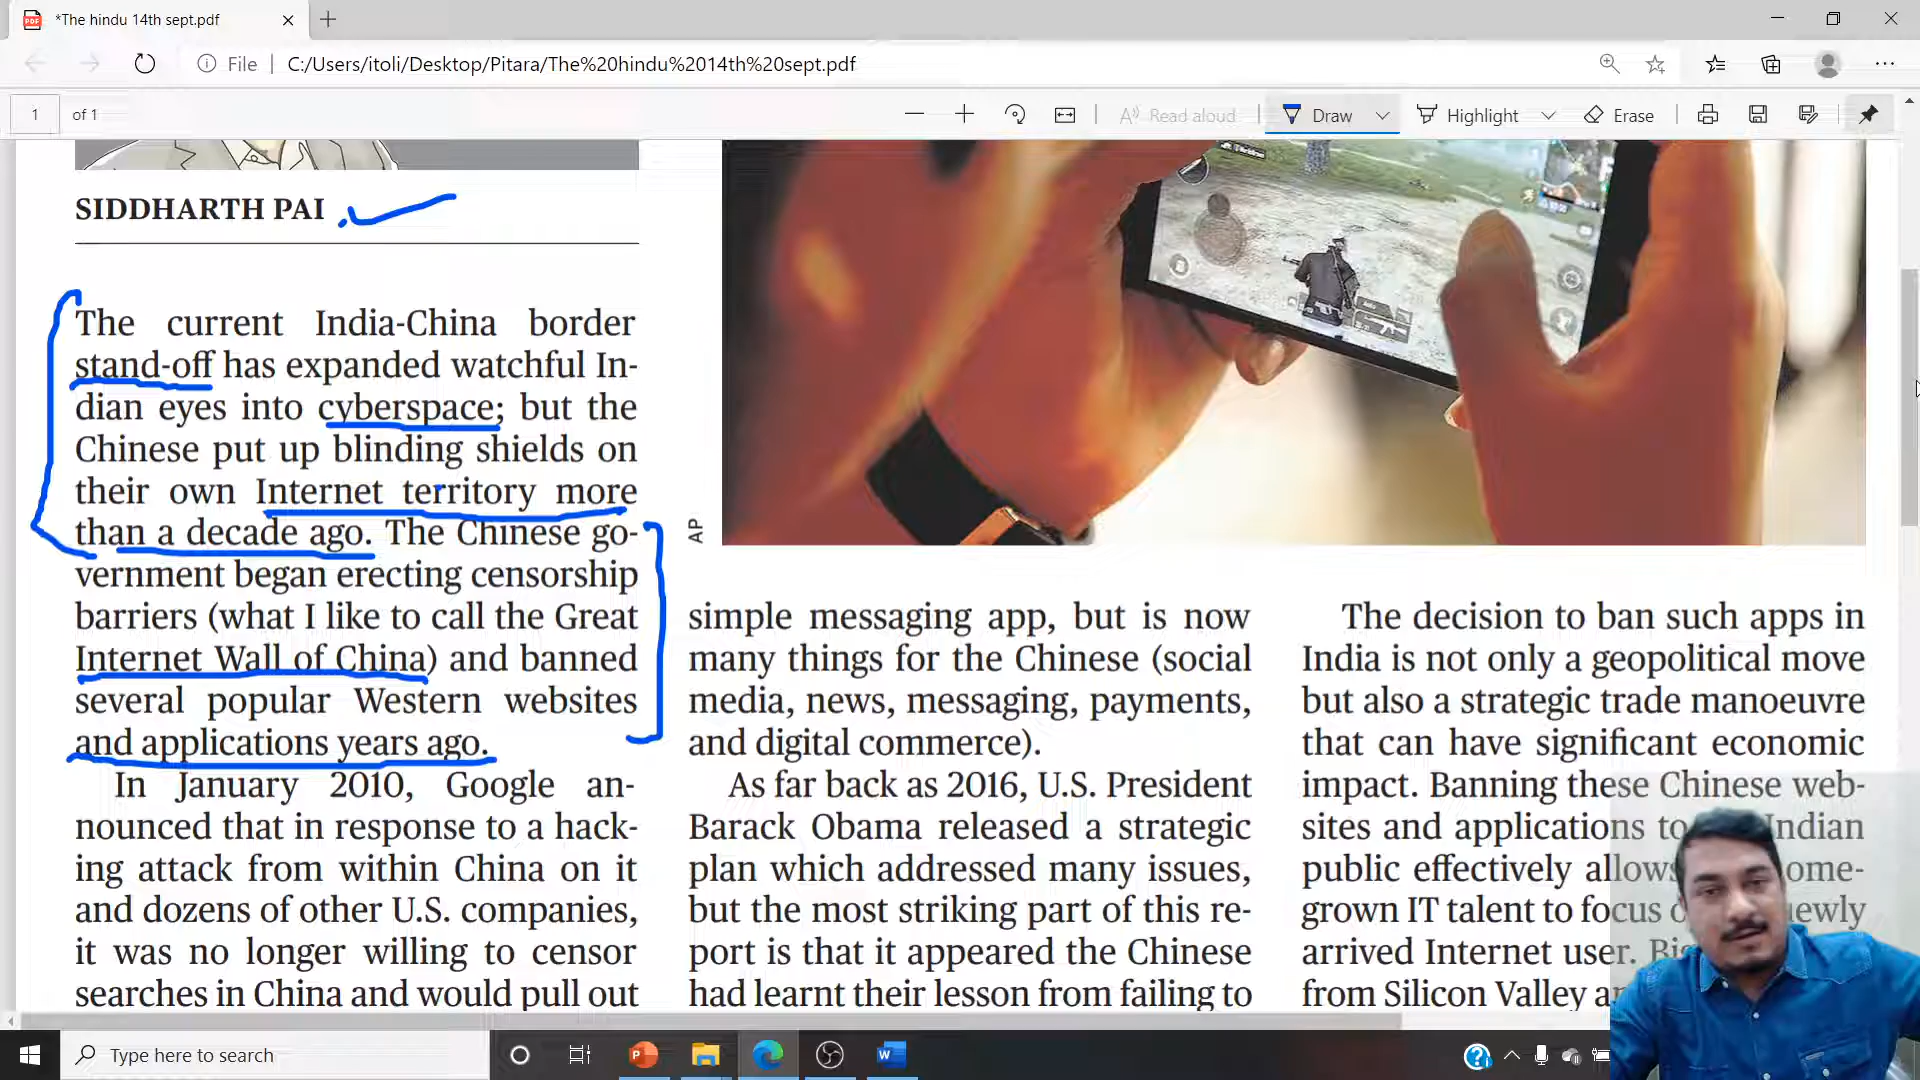 *The hindu 14th sept.pdf
File
C:/Users/itoli/Desktop/Pitara/The%20hindu%2014th%20sept.pdf
1 of 1
Read aloud
Draw
Highlight
Erase
SIDDHARTH PAI
The current India-China border
stand-off has expanded watchful In-
dian eyes into cyberspace; but the
Chinese put up blinding shields on
their own Internet territory more
than a decade ago. The Chinese go-
vernment began erecting censorship
barriers (what I like to call the Great
Internet Wall of China) and banned
several popular Western websites
and applications years ago.
In January 2010, Google an-
nounced that in response to a hack-
ing attack from within China on it
and dozens of other U.S. companies,
it was no longer willing to censor
searches in China and would pull out
AP
simple messaging app, but is now
many things for the Chinese (social
media, news, messaging, payments,
and digital commerce).
As far back as 2016, U.S. President
Barack Obama released a strategic
plan which addressed many issues,
but the most striking part of this re-
port is that it appeared the Chinese
had learnt their lesson from failing to
The decision to ban such apps in
India is not only a geopolitical move
but also a strategic trade manoeuvre
that can have significant economic
impact. Banning these Chinese web-
sites and applications to Indian
public effectively allows ome-
grown IT talent to focus o ewly
arrived Internet user. Bi
from Silicon Valley a
Type here to search